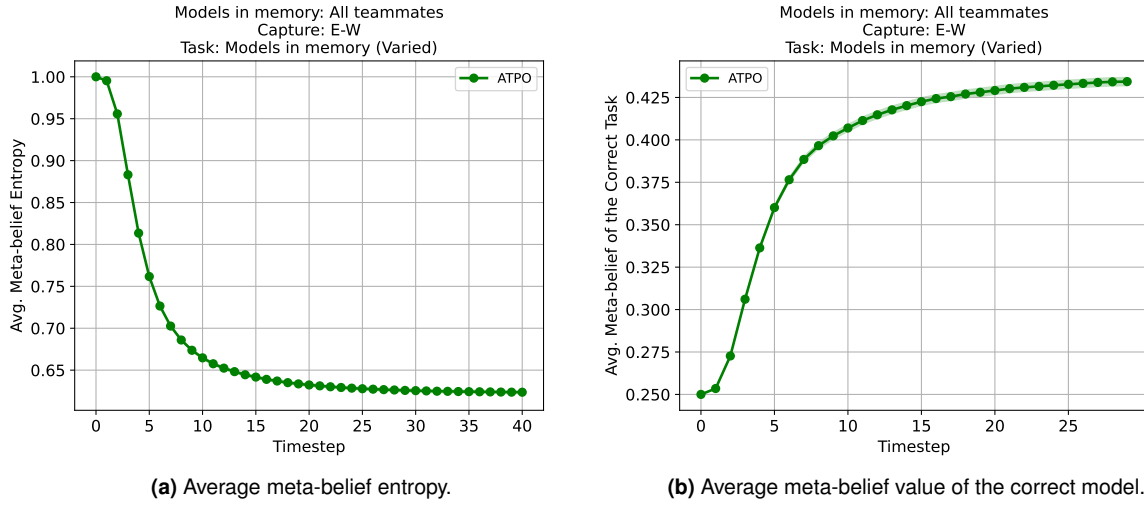 Models in memory: All teammates
Capture: E-W
Task: Models in memory (Varied)
ATPO
Avg. Meta-belief Entropy
1.00
0.95
0.90
0.85
0.80
0.75
0.70
0.65
0 5 10 15 20 25 30 35 40
Timestep
(a) Average meta-belief entropy.
Models in memory: All teammates
Capture: E-W
Task: Models in memory (Varied)
ATPO
Avg. Meta-belief of the Correct Task
0.425
0.400
0.375
0.350
0.325
0.300
0.275
0.250
0 5 10 15 20 25
Timestep
(b) Average meta-belief value of the correct model.